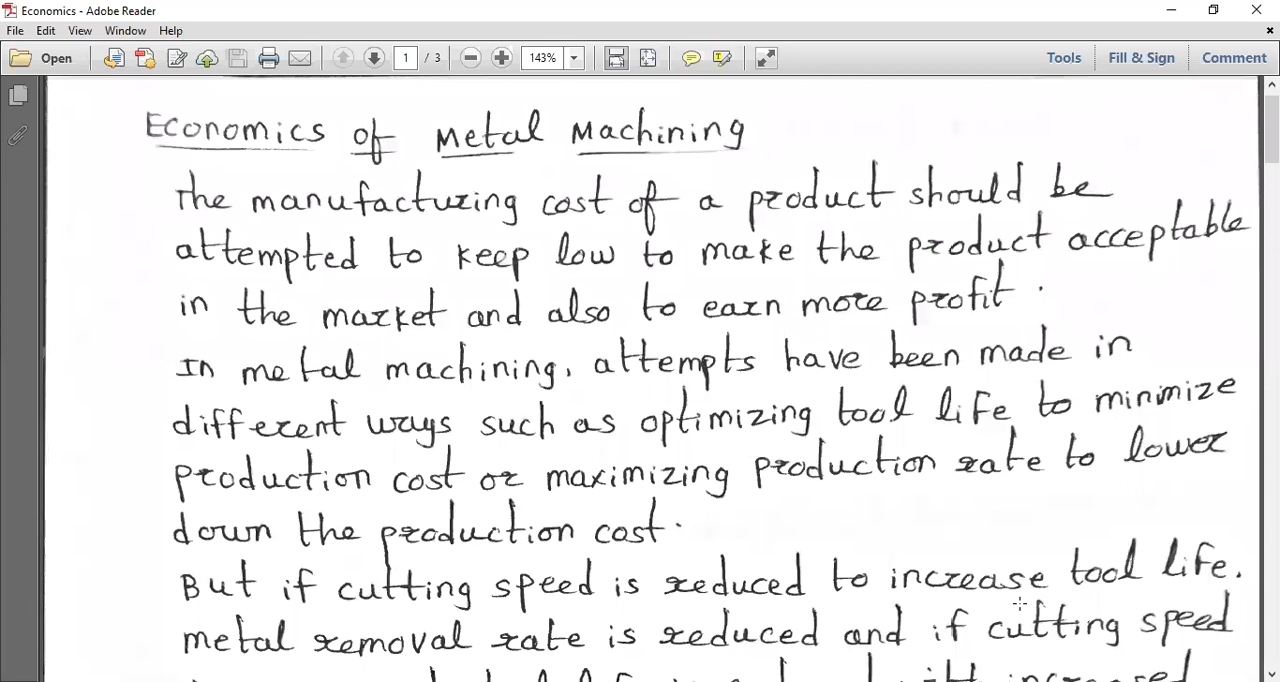 Economics - Adobe Reader
File Edit View Window Help
Open 1 / 3 143% Tools Fill & Sign Comment
Economics of Metal Machining
The manufacturing cost of a product should be
attempted to keep low to make the product acceptable
in the market and also to earn more profit.
In metal machining, attempts have been made in
different ways such as optimizing tool life to minimize
production cost or maximizing production rate to lower
down the production cost.
But if cutting speed is reduced to increase tool life.
metal removal rate is reduced and if cutting speed
increased